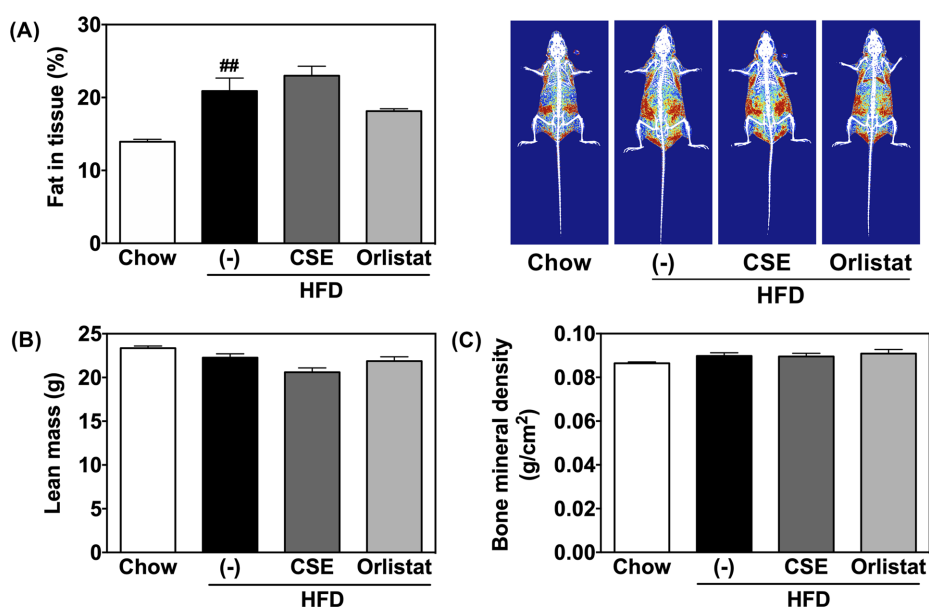 (A)
Fat in tissue (%)
30
20
10
0
##
Chow (-) CSE Orlistat
HFD
Chow (-) CSE Orlistat
HFD
(B)
Lean mass (g)
25
20
15
10
5
0
Chow (-) CSE Orlistat
HFD
(C)
Bone mineral density
(g/cm²)
0.10
0.08
0.06
0.04
0.02
0.00
Chow (-) CSE Orlistat
HFD